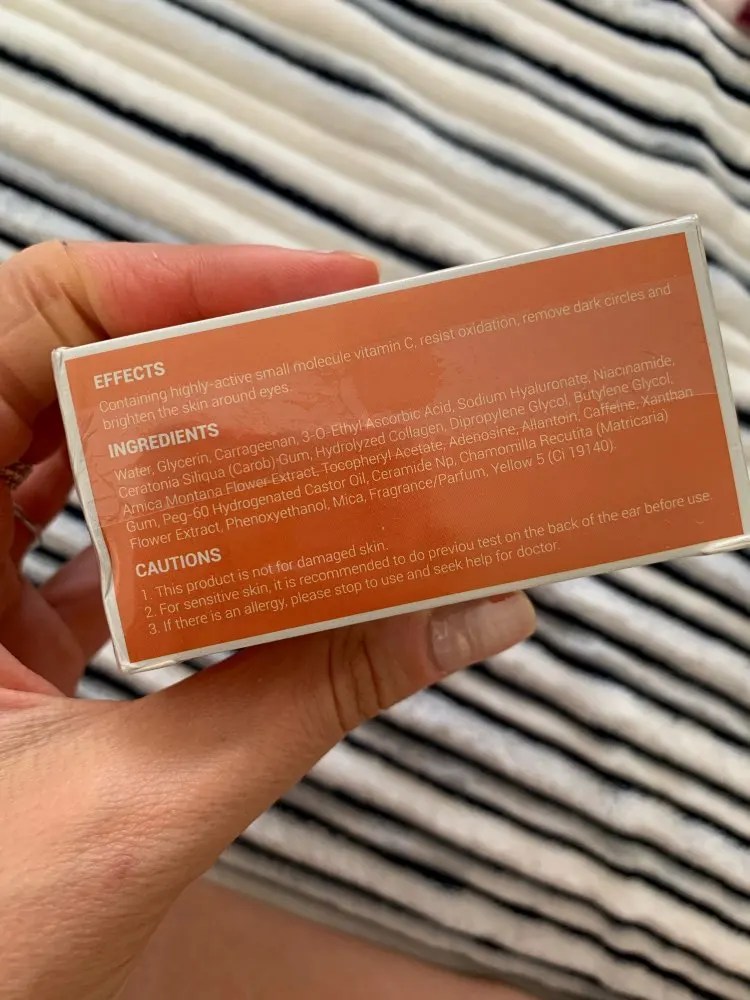 EFFECTS
Containing highly-active small molecule vitamin C, resist oxidation, remove dark circles and
brighten the skin around eyes.
INGREDIENTS
Water, Glycerin, Carrageenan, 3-O-Ethyl Ascorbic Acid, Sodium Hyaluronate, Niacinamide,
Ceratonia Siliqua (Carob) Gum, Hydrolyzed Collagen, Dipropylene Glycol, Butylene Glycol,
Arnica Montana Flower Extract, Tocopheryl Acetate, Adenosine, Allantoin, Caffeine, Xanthan
Gum, Peg-60 Hydrogenated Castor Oil, Ceramide Np, Chamomilla Recutita (Matricaria)
Flower Extract, Phenoxyethanol, Mica, Fragrance/Parfum, Yellow 5 (Ci 19140).
CAUTIONS
1. This product is not for damaged skin.
2. For sensitive skin, it is recommended to do previou test on the back of the ear before use.
3. If there is an allergy, please stop to use and seek help for doctor.